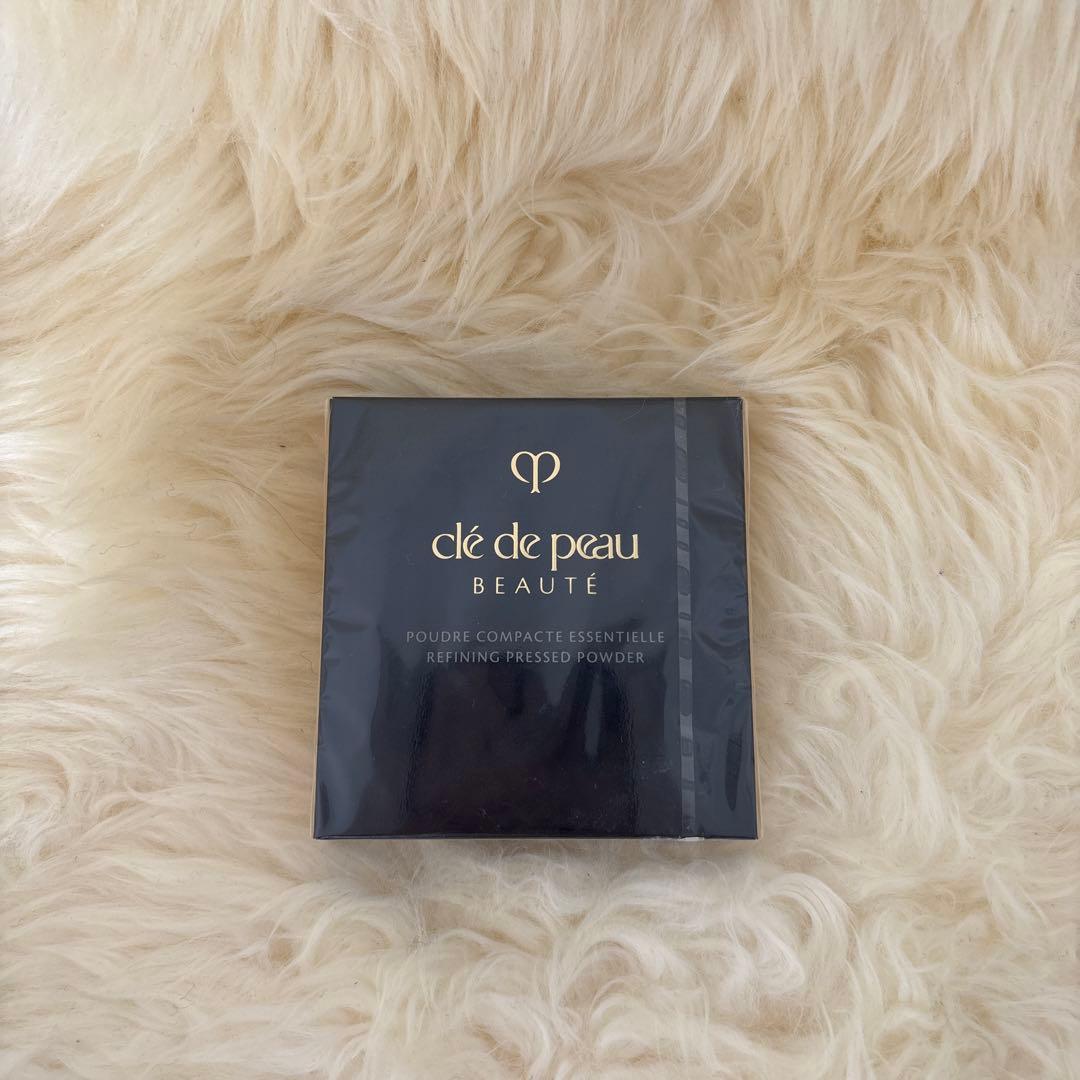 clé de peau
BEAUTÉ
POUDRE COMPACTE ESSENTIELLE
REFINING PRESSED POWDER